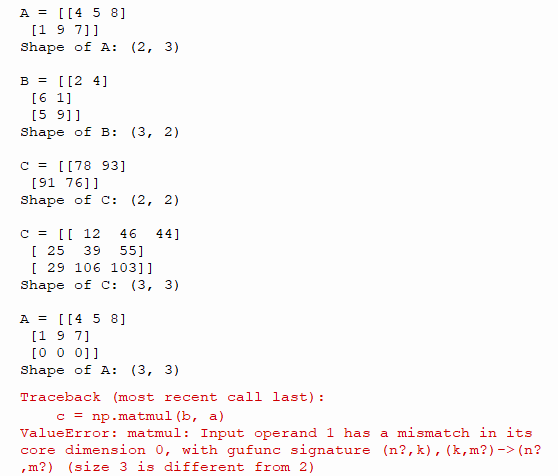 A = [[4 5 8]
 [1 9 7]]
Shape of A: (2, 3)
B = [[2 4]
 [6 1]
 [5 9]]
Shape of B: (3, 2)
C = [[78 93]
 [91 76]]
Shape of C: (2, 2)
C = [[ 12  46  44]
 [ 25  39  55]
 [ 29 106 103]]
Shape of C: (3, 3)
A = [[4 5 8]
 [1 9 7]
 [0 0 0]]
Shape of A: (3, 3)
Traceback (most recent call last):
    c = np.matmul(b, a)
ValueError: matmul: Input operand 1 has a mismatch in its
core dimension 0, with gufunc signature (n?,k),(k,m?)->(n?
,m?) (size 3 is different from 2)